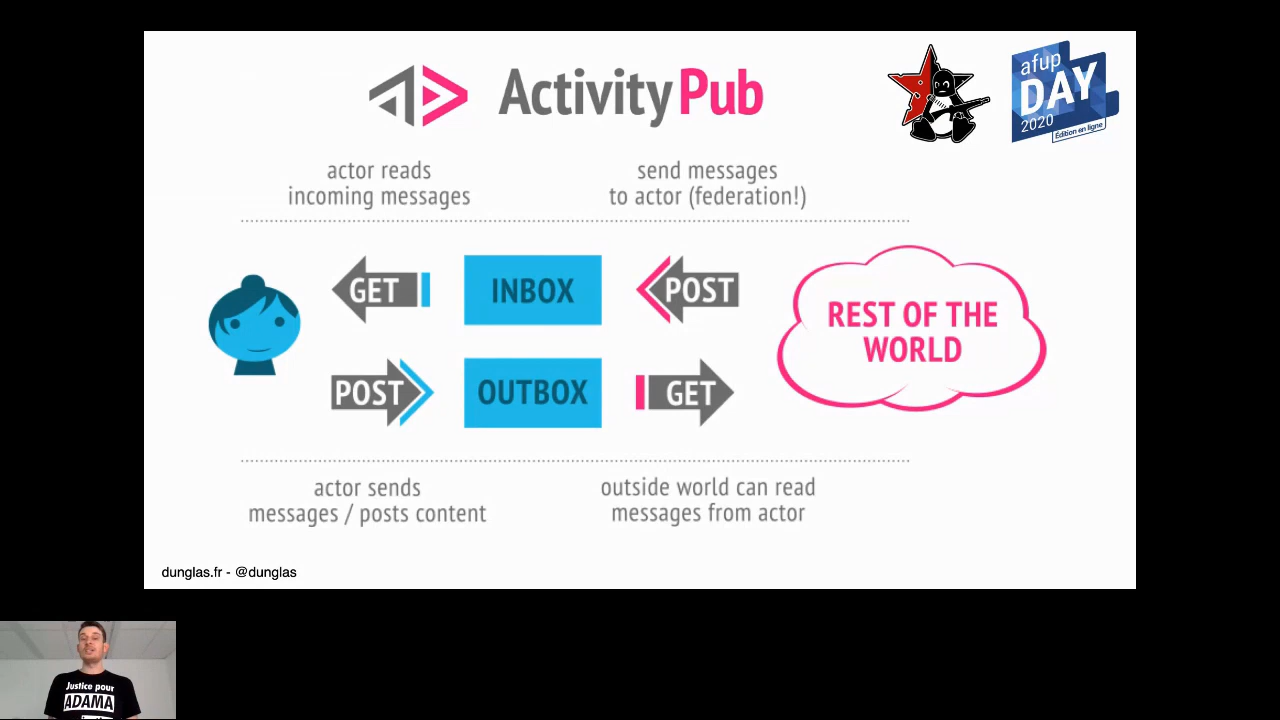 ActivityPub
afup
DAY
2020
Édition en ligne
actor reads
incoming messages
send messages
to actor (federation!)
GET
INBOX
POST
REST OF THE
WORLD
POST
OUTBOX
GET
actor sends
messages / posts content
outside world can read
messages from actor
dunglas.fr - @dunglas
Justice pour
ADAMA